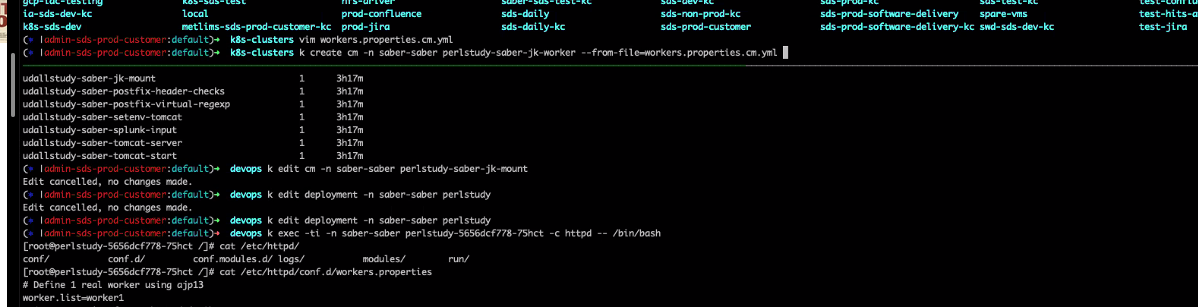 gcp-iac-testing k8s-sds-test nfs-driver saber-sds-test-kc sds-dev-kc sds-prod-kc sds-test-kc test-conflu
ia-sds-dev-kc local prod-confluence sds-daily sds-non-prod-kc sds-prod-software-delivery spare-vms test-hits-a
k8s-sds-dev metlims-sds-prod-customer-kc prod-jira sds-daily-kc sds-prod-customer sds-prod-software-delivery-kc swd-sds-dev-kc test-jira
(* |admin-sds-prod-customer:default)→ k8s-clusters vim workers.properties.cm.yml
(* |admin-sds-prod-customer:default)→ k8s-clusters k create cm -n saber-saber perlstudy-saber-jk-worker --from-file=workers.properties.cm.yml
udallstudy-saber-jk-mount 1 3h17m
udallstudy-saber-postfix-header-checks 1 3h17m
udallstudy-saber-postfix-virtual-regexp 1 3h17m
udallstudy-saber-setenv-tomcat 1 3h17m
udallstudy-saber-splunk-input 1 3h17m
udallstudy-saber-tomcat-server 1 3h17m
udallstudy-saber-tomcat-start 1 3h17m
(* |admin-sds-prod-customer:default)→ devops k edit cm -n saber-saber perlstudy-saber-jk-mount
Edit cancelled, no changes made.
(* |admin-sds-prod-customer:default)→ devops k edit deployment -n saber-saber perlstudy
Edit cancelled, no changes made.
(* |admin-sds-prod-customer:default)→ devops k edit deployment -n saber-saber perlstudy
(* |admin-sds-prod-customer:default)→ devops k exec -ti -n saber-saber perlstudy-5656dcf778-75hct -c httpd -- /bin/bash
[root@perlstudy-5656dcf778-75hct /]# cat /etc/httpd/
conf/ conf.d/ conf.modules.d/ logs/ modules/ run/
[root@perlstudy-5656dcf778-75hct /]# cat /etc/httpd/conf.d/workers.properties
# Define 1 real worker using ajp13
worker.list=worker1